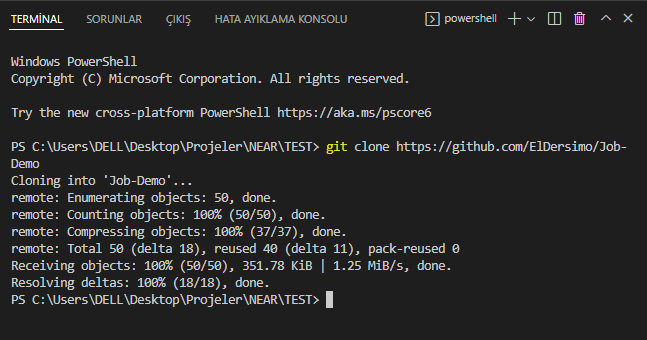 TERMİNAL SORUNLAR ÇIKIŞ HATA AYIKLAMA KONSOLU powershell
Windows PowerShell
Copyright (C) Microsoft Corporation. All rights reserved.
Try the new cross-platform PowerShell https://aka.ms/pscore6
PS C:\Users\DELL\Desktop\Projeler\NEAR\TEST> git clone https://github.com/ElDersimo/Job-
Demo
Cloning into 'Job-Demo'...
remote: Enumerating objects: 50, done.
remote: Counting objects: 100% (50/50), done.
remote: Compressing objects: 100% (37/37), done.
remote: Total 50 (delta 18), reused 40 (delta 11), pack-reused 0
Receiving objects: 100% (50/50), 351.78 KiB | 1.25 MiB/s, done.
Resolving deltas: 100% (18/18), done.
PS C:\Users\DELL\Desktop\Projeler\NEAR\TEST>